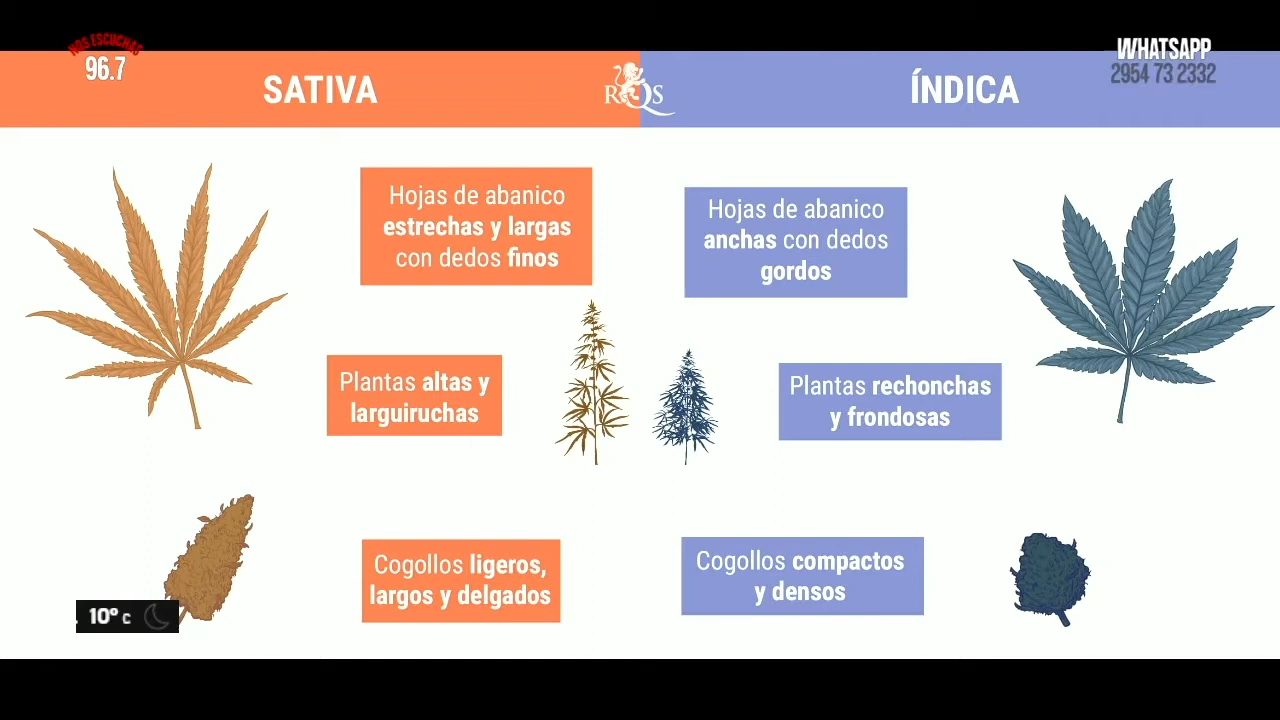 NOS ESCUCHAS
96.7
WHATSAPP
2954 73 2332
SATIVA
RQS
ÍNDICA
Hojas de abanico
estrechas y largas
con dedos finos
Hojas de abanico
anchas con dedos
gordos
Plantas altas y
larguiruchas
Plantas rechonchas
y frondosas
Cogollos ligeros,
largos y delgados
Cogollos compactos
y densos
10° c